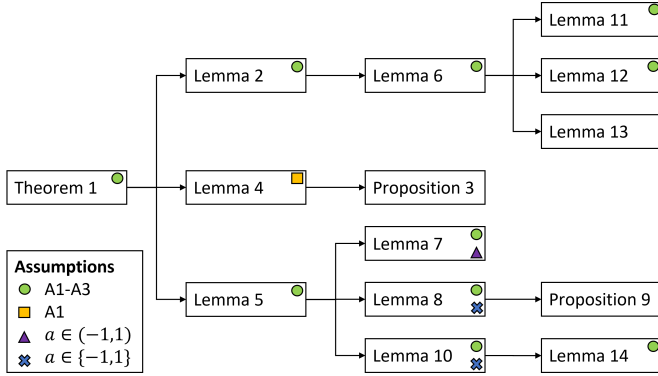 Lemma 11
Lemma 2
Lemma 6
Lemma 12
Lemma 13
Theorem 1
Lemma 4
Proposition 3
Lemma 7
Lemma 5
Lemma 8
Proposition 9
Lemma 10
Lemma 14
Assumptions
A1-A3
A1
a ∈ (−1,1)
a ∈ {−1,1}